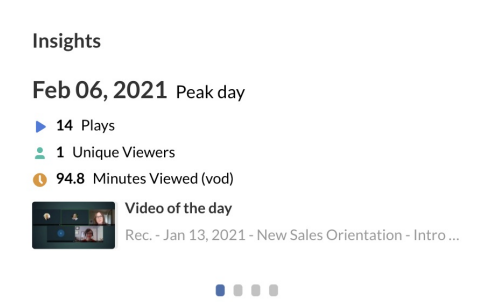 Insights
Feb 06, 2021 Peak day
14 Plays
1 Unique Viewers
94.8 Minutes Viewed (vod)
Video of the day
Rec. - Jan 13, 2021 - New Sales Orientation - Intro ...